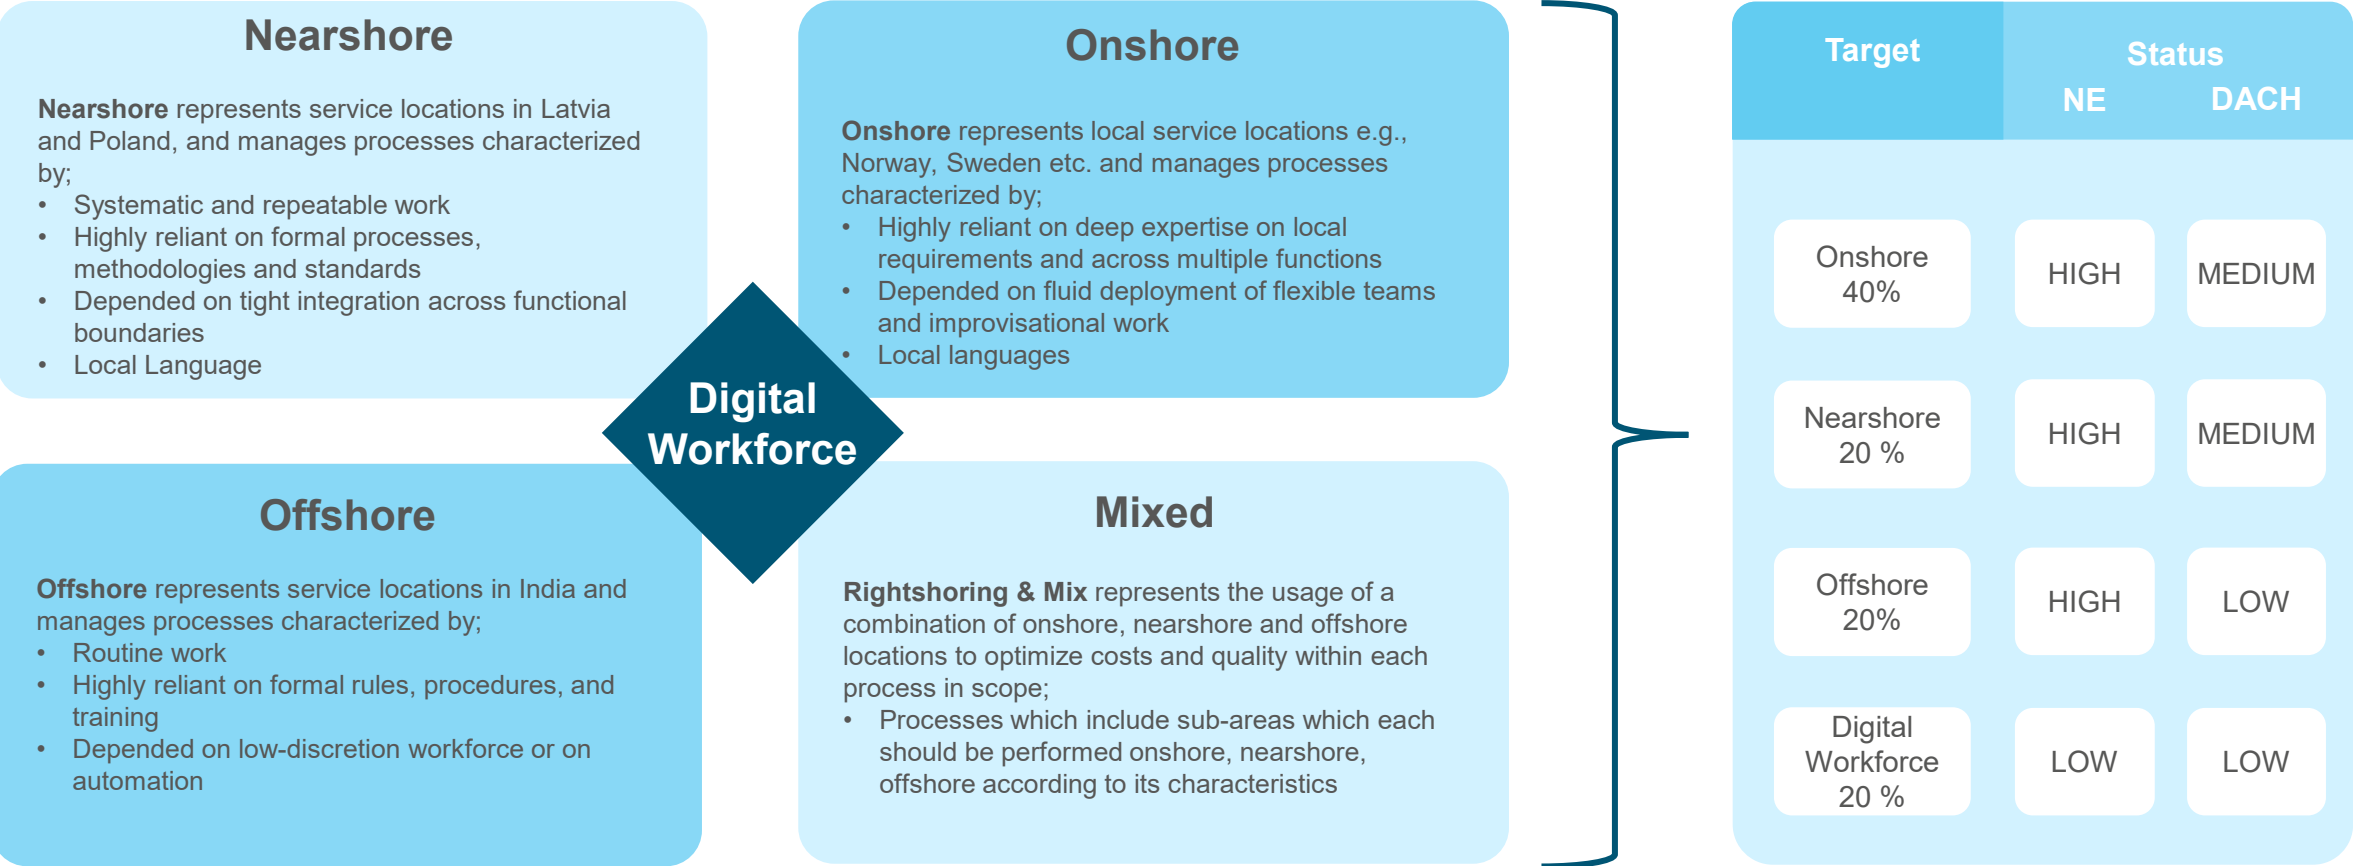 Nearshore
Nearshore represents service locations in Latvia
and Poland, and manages processes characterized
by;
• Systematic and repeatable work
• Highly reliant on formal processes,
methodologies and standards
• Depended on tight integration across functional
boundaries
• Local Language
Onshore
Onshore represents local service locations e.g.,
Norway, Sweden etc. and manages processes
characterized by;
• Highly reliant on deep expertise on local
requirements and across multiple functions
• Depended on fluid deployment of flexible teams
and improvisational work
• Local languages
Digital
Workforce
Offshore
Offshore represents service locations in India and
manages processes characterized by;
• Routine work
• Highly reliant on formal rules, procedures, and
training
• Depended on low-discretion workforce or on
automation
Mixed
Rightshoring & Mix represents the usage of a
combination of onshore, nearshore and offshore
locations to optimize costs and quality within each
process in scope;
• Processes which include sub-areas which each
should be performed onshore, nearshore,
offshore according to its characteristics
Target
Status
NE DACH
Onshore
40%
HIGH
MEDIUM
Nearshore
20 %
HIGH
MEDIUM
Offshore
20%
HIGH
LOW
Digital
Workforce
20 %
LOW
LOW